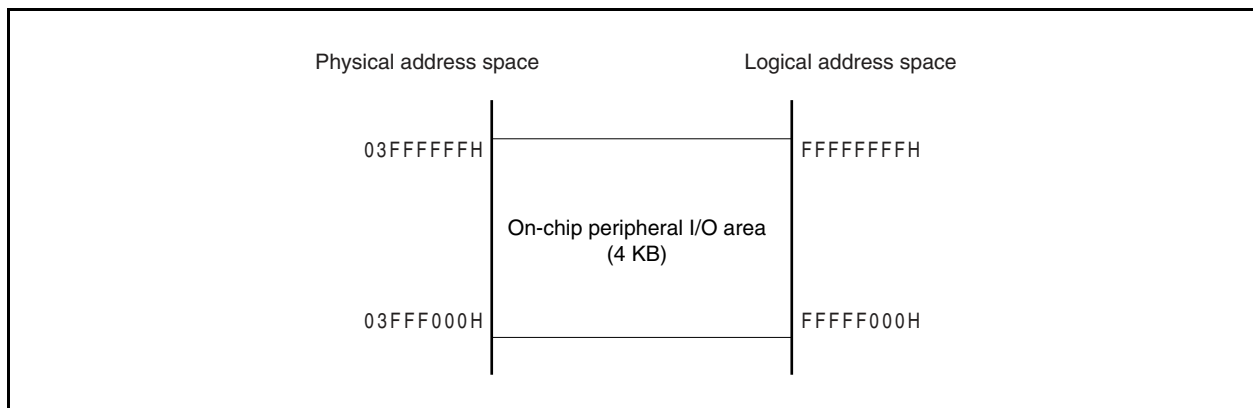 Physical address space
Logical address space
03FFFFFFH
FFFFFFFFH
On-chip peripheral I/O area
(4 KB)
03FFF000H
FFFFF000H